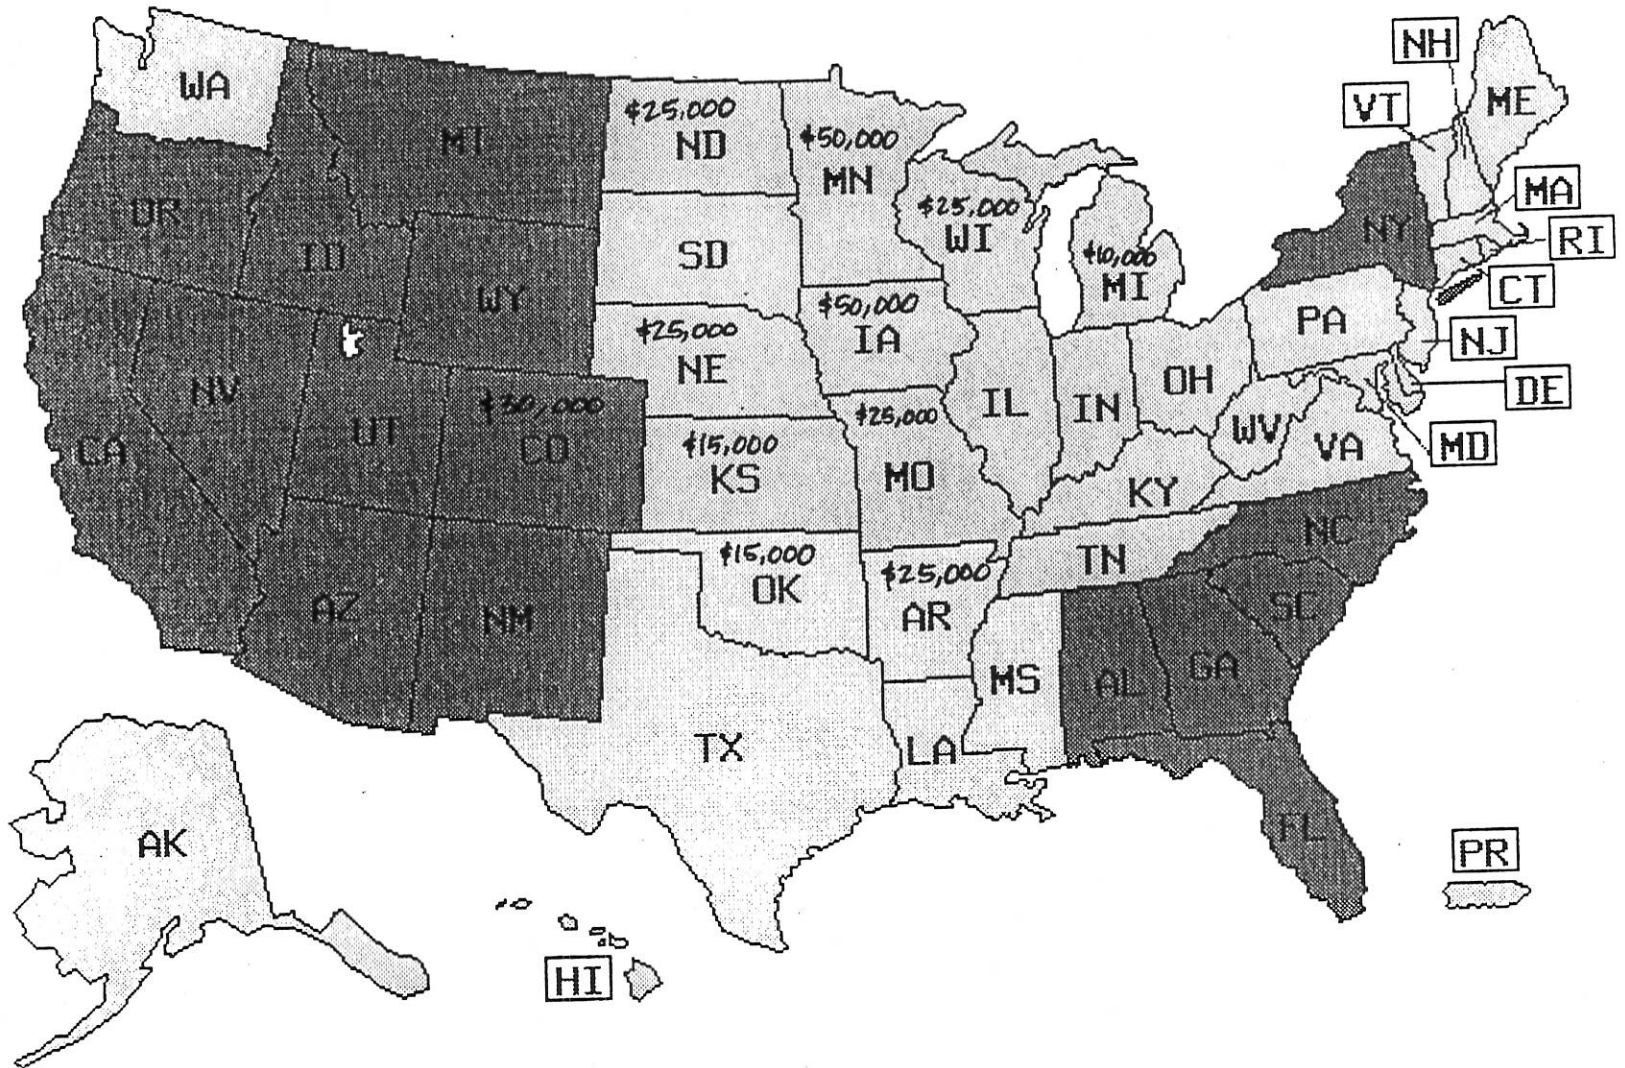 NH
WA
VT
ME
$25,000
ND
$50,000
MN
MT
MA
OR
$25,000
WI
NY
RI
ID
SD
$10,000
MI
CT
WY
$50,000
IA
PA
NJ
$25,000
NE
OH
DE
NV
$30,000
CO
$25,000
MO
IL
IN
WV
VA
MD
UT
CA
$15,000
KS
KY
NC
$15,000
OK
TN
$25,000
AR
AZ
NM
SC
MS
AL
GA
TX
LA
FL
AK
PR
HI